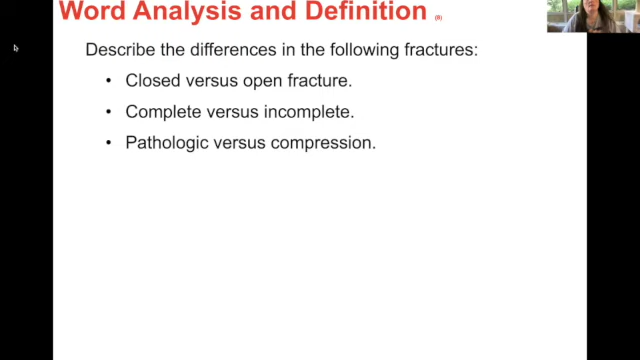 Word Analysis and Definition (8)
Describe the differences in the following fractures:
• Closed versus open fracture.
• Complete versus incomplete.
• Pathologic versus compression.